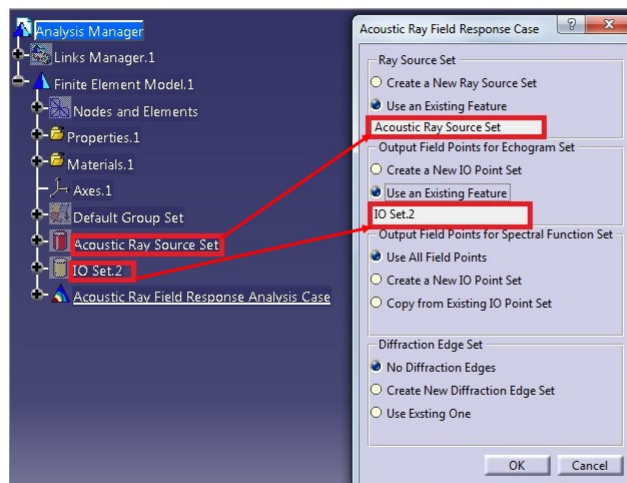 Analysis Manager
Links Manager.1
Finite Element Model.1
Nodes and Elements
Properties.1
Materials.1
Axes.1
Default Group Set
Acoustic Ray Source Set
IO Set.2
Acoustic Ray Field Response Analysis Case
Acoustic Ray Field Response Case
Ray Source Set
Create a New Ray Source Set
Use an Existing Feature
Acoustic Ray Source Set
Output Field Points for Echogram Set
Create a New IO Point Set
Use an Existing Feature
IO Set.2
Output Field Points for Spectral Function Set
Use All Field Points
Create a New IO Point Set
Copy from Existing IO Point Set
Diffraction Edge Set
No Diffraction Edges
Create New Diffraction Edge Set
Use Exsting One
OK Cancel